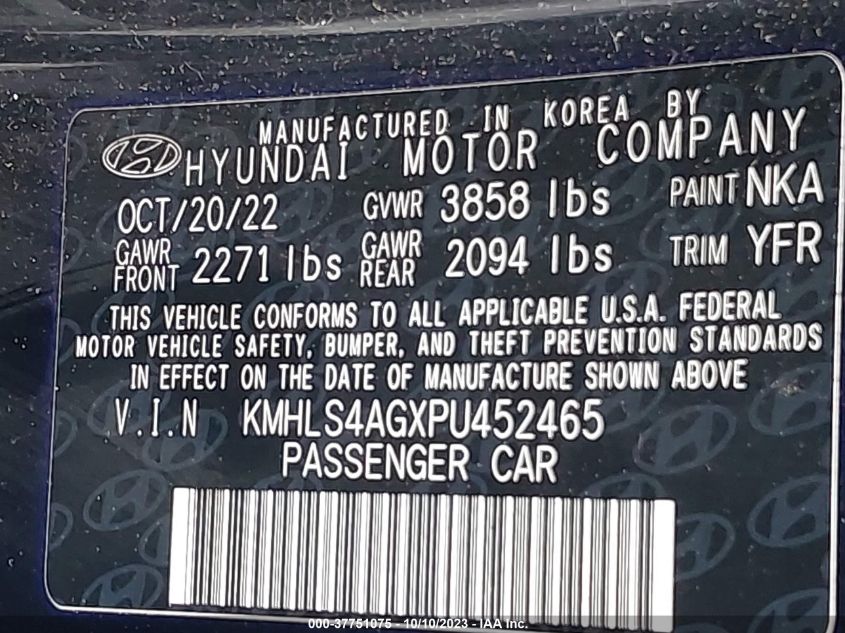 MANUFACTURED IN KOREA BY
HYUNDAI MOTOR COMPANY
OCT/20/22 GVWR 3858 lbs PAINT NKA
GAWR FRONT 2271 lbs GAWR REAR 2094 lbs TRIM YFR
THIS VEHICLE CONFORMS TO ALL APPLICABLE U.S.A. FEDERAL
MOTOR VEHICLE SAFETY, BUMPER, AND THEFT PREVENTION STANDARDS
IN EFFECT ON THE DATE OF MANUFACTURE SHOWN ABOVE
V.I.N KMHLS4AGXPU452465
PASSENGER CAR
000-37751075 - 10/10/2023 - IAA Inc.